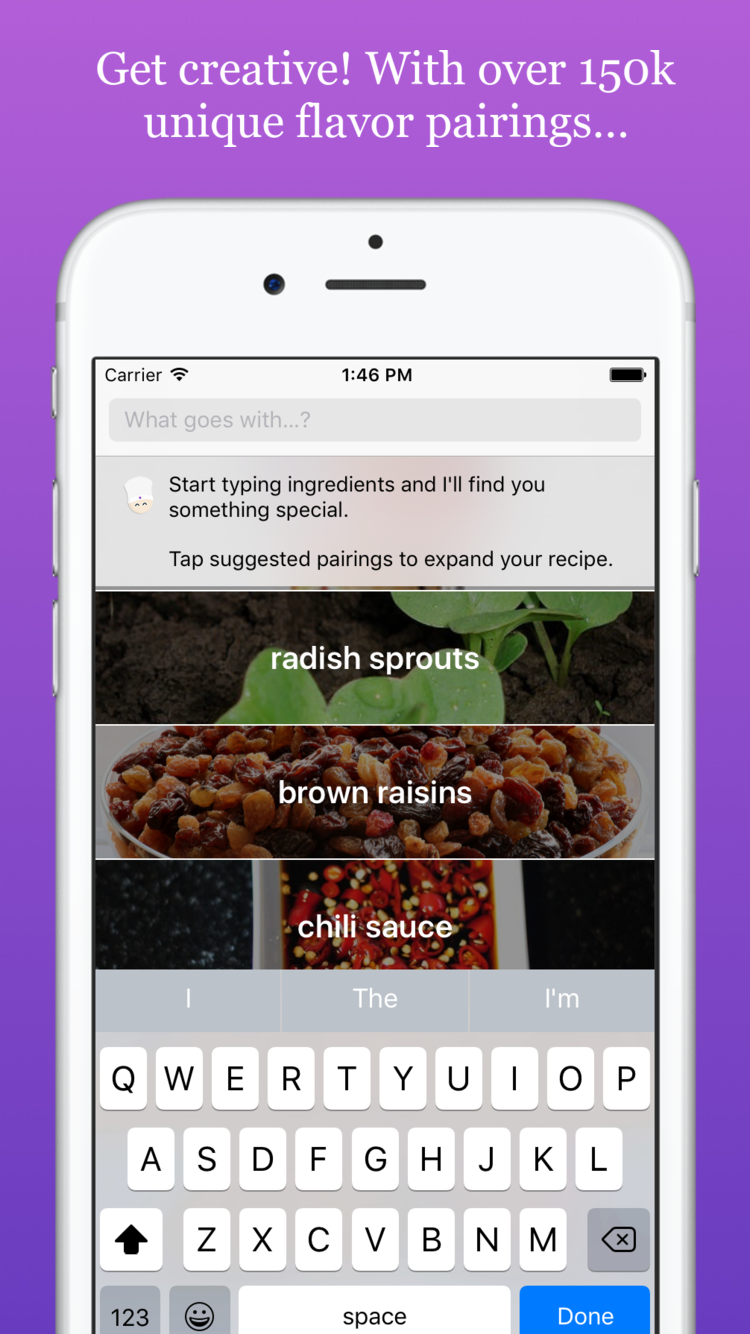 Get creative! With over 150k
unique flavor pairings...
Carrier 1:46 PM
What goes with...?
Start typing ingredients and I'll find you
something special.
Tap suggested pairings to expand your recipe.
radish sprouts
brown raisins
chili sauce
I The I'm
Q W E R T Y U I O P
A S D F G H J K L
Z X C V B N M
123 space Done